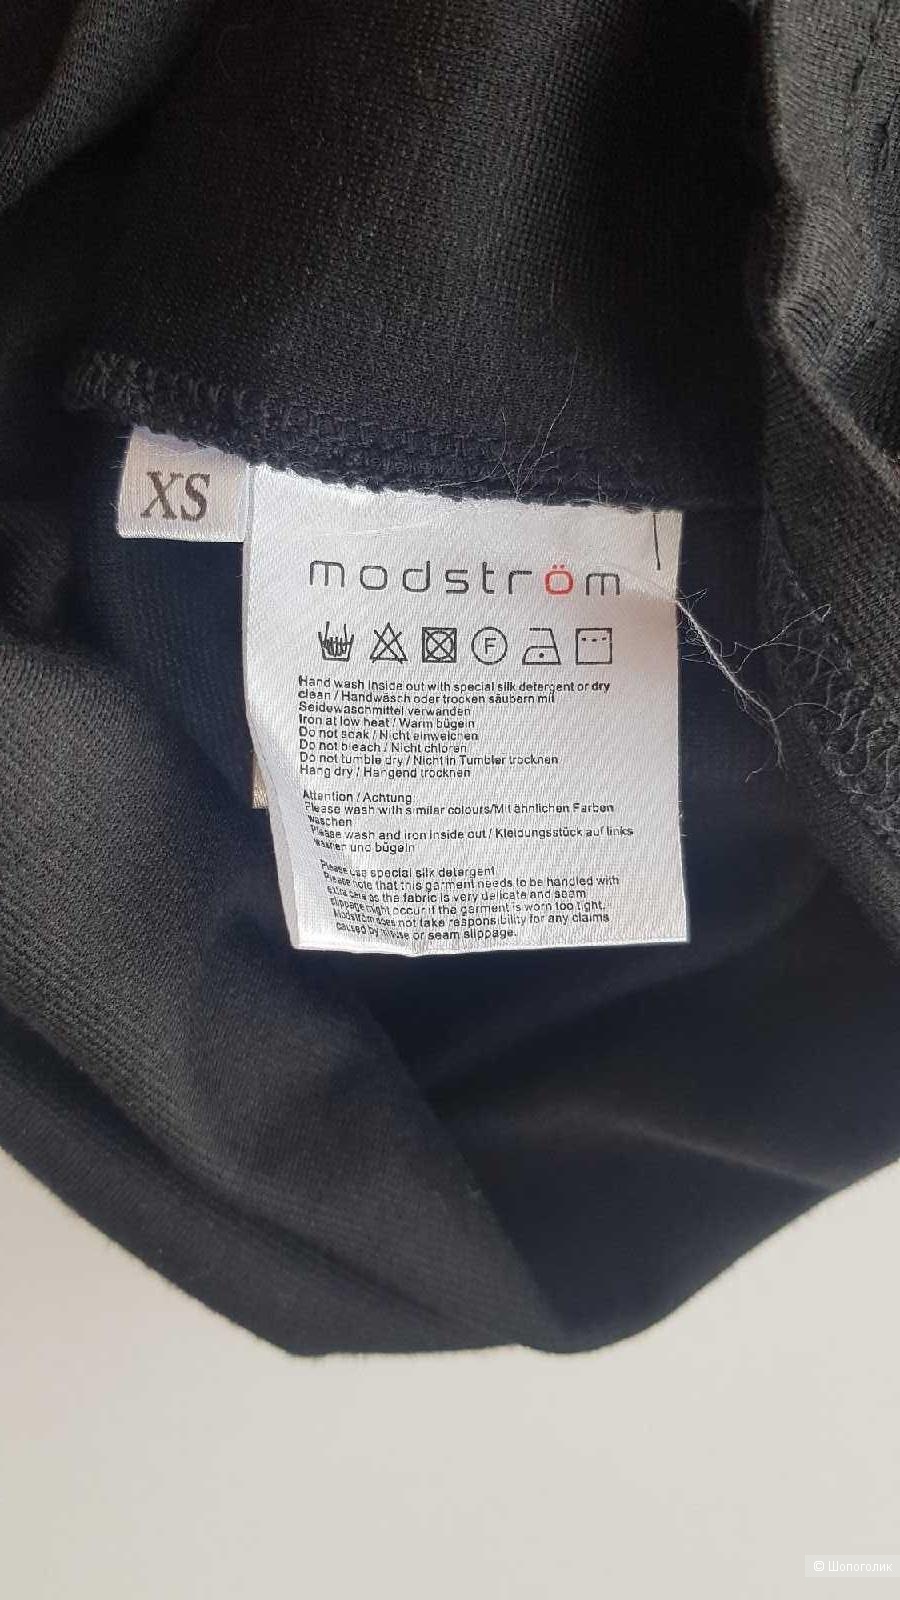 XS
modström
F
Hand wash inside out with special silk detergent or dry
clean / Handwasch oder trocken säubern mit
Seidewaschmittel verwanden
Iron at low heat / Warm bügeln
Do not soak / Nicht einweichen
Do not bleach / Nicht chloren
Do not tumble dry / Nicht in Tumbler trocknen
Hang dry / Hangend trocknen
Attention / Achtung
Please wash with similar colours/Mit ähnlichen Farben
waschen
Please wash and iron inside out / Kleidungsstück auf links
waschen und bügeln
Please use special silk detergent
Please note that this garment needs to be handled with
extra care as the fabric is very delicate and seam
slippage might occur if the garment is worn too tight.
Modström does not take responsibility for any claims
caused by misuse or seam slippage.
© Шопоголик